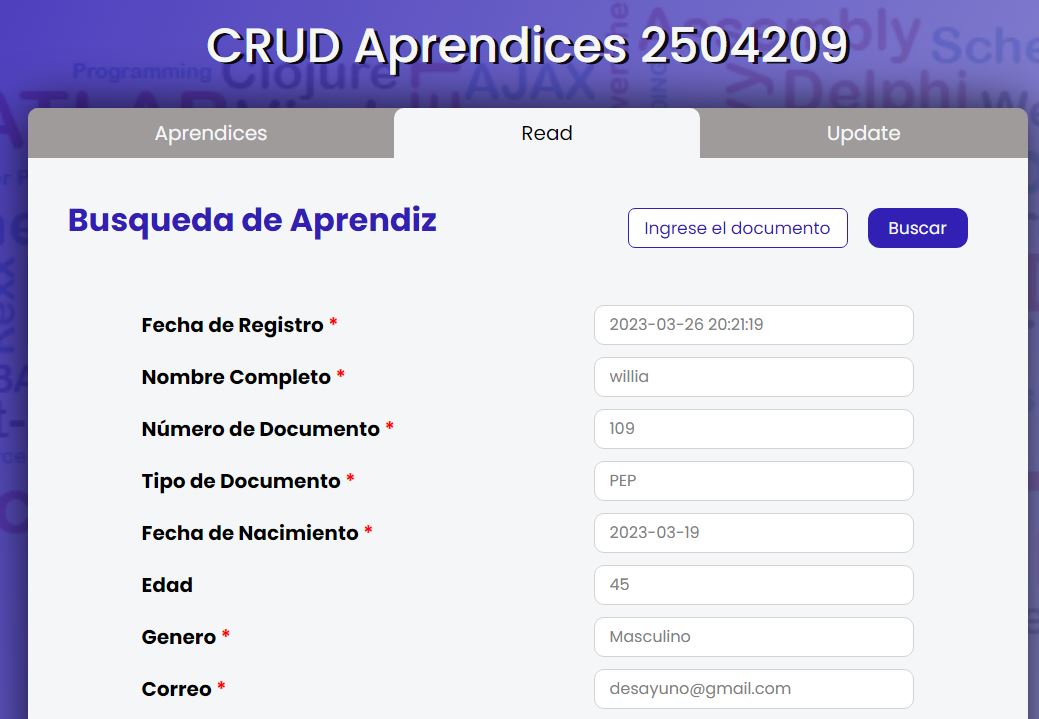 CRUD Aprendices 2504209
Programming
Clojure
AJAX
Assembly
Delphi
Aprendices
Read
Update
Busqueda de Aprendiz
Ingrese el documento
Buscar
Fecha de Registro *
2023-03-26 20:21:19
Nombre Completo *
willia
Número de Documento *
109
Tipo de Documento *
PEP
Fecha de Nacimiento *
2023-03-19
Edad
45
Genero *
Masculino
Correo *
desayuno@gmail.com